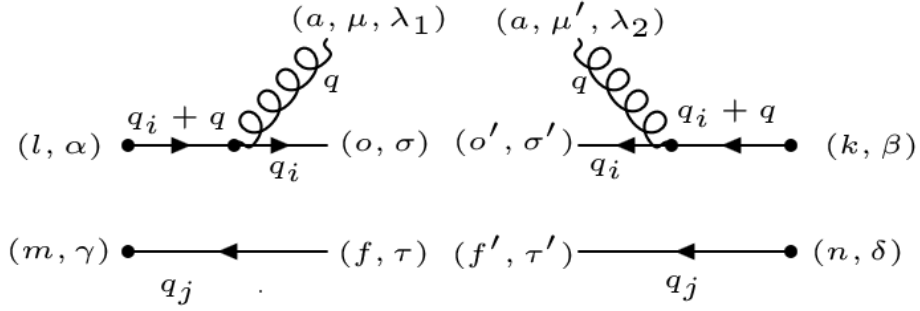 (a, μ, λ₁) (a, μ′, λ₂)
q q
qᵢ + q qᵢ + q
(l, α) (o, σ) (o′, σ′) (k, β)
qᵢ qᵢ
(m, γ) (f, τ) (f′, τ′) (n, δ)
qⱼ . qⱼ